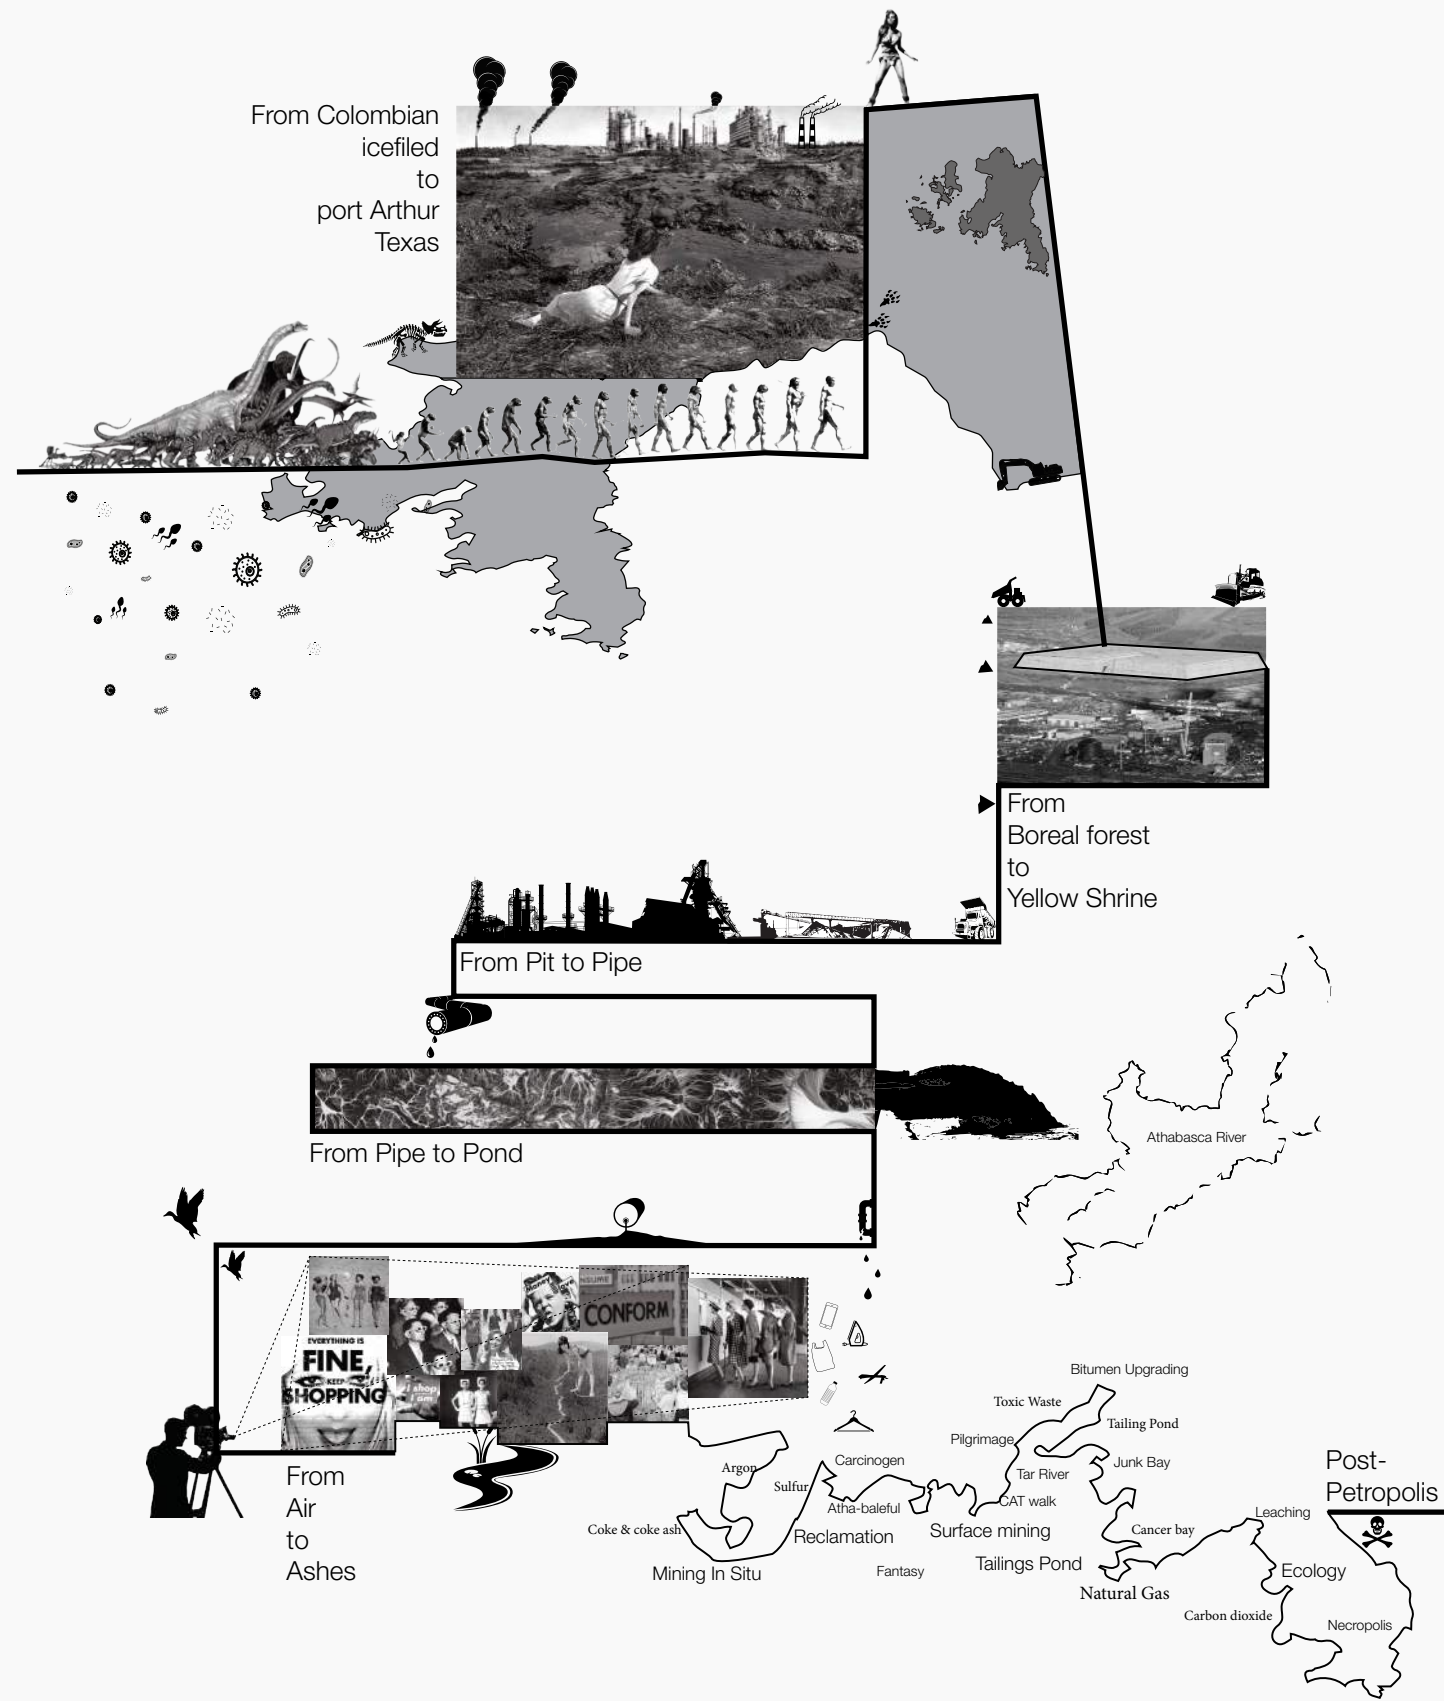 From Colombian
icefiled
to
port Arthur
Texas
From
Boreal forest
to
Yellow Shrine
From Pit to Pipe
Athabasca River
From Pipe to Pond
CONFORM
EVERYTHING IS
FINE,
KEEP
SHOPPING
I shop
I am
Bitumen Upgrading
Toxic Waste
Tailing Pond
Pilgrimage
Carcinogen
Junk Bay
Argon
Tar River
Sulfur
Post-
Petropolis
From
Air
to
Ashes
CAT walk
Atha-baleful
Leaching
Coke & coke ash
Reclamation
Surface mining
Cancer bay
Mining In Situ
Fantasy
Tailings Pond
Ecology
Natural Gas
Carbon dioxide
Necropolis